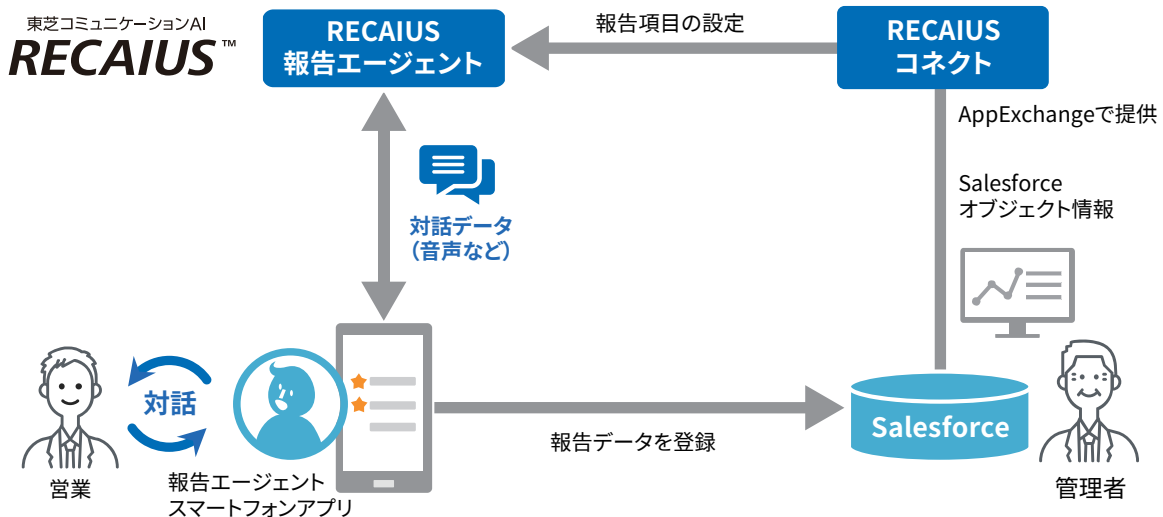 東芝コミュニケーションAI
RECAIUS™
RECAIUS
報告エージェント
報告項目の設定
RECAIUS
コネクト
AppExchangeで提供
Salesforce
オブジェクト情報
対話データ
（音声など）
対話
営業
報告エージェント
スマートフォンアプリ
報告データを登録
Salesforce
管理者